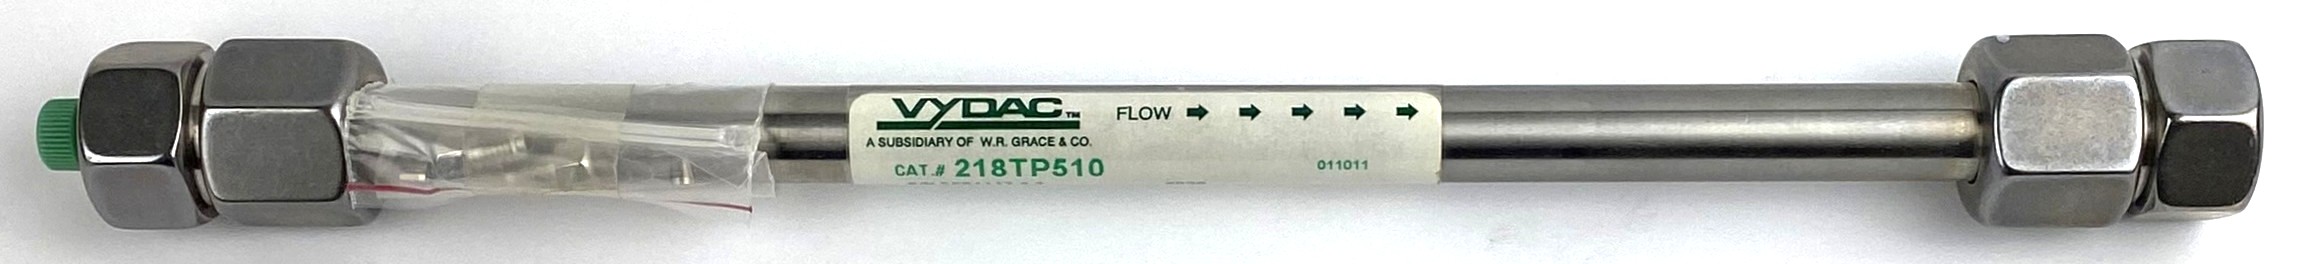 VYDAC™
A SUBSIDIARY OF W.R. GRACE & CO.
FLOW ➔ ➔ ➔ ➔ ➔
CAT.# 218TP510
011011